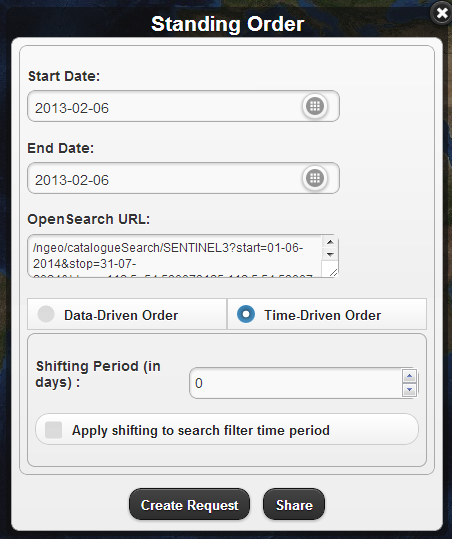 Standing Order
Start Date:
2013-02-06
End Date:
2013-02-06
OpenSearch URL:
/ngeo/catalogueSearch/SENTINEL3?start=01-06-
2014&stop=31-07-
Data-Driven Order
Time-Driven Order
Shifting Period (in
days) :
0
Apply shifting to search filter time period
Create Request
Share